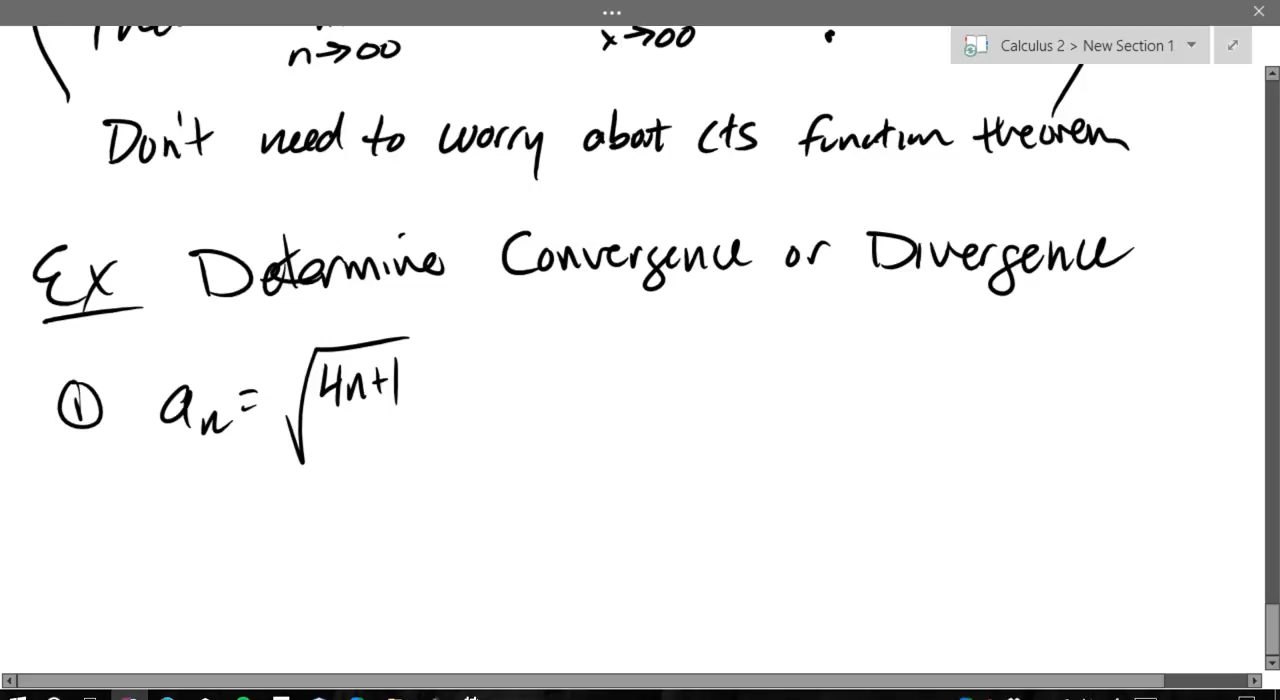 Calculus 2 > New Section 1
n→∞ x→∞
Don't need to worry about cts function theorem
Ex Determine Convergence or Divergence
① aₙ = √4n+1